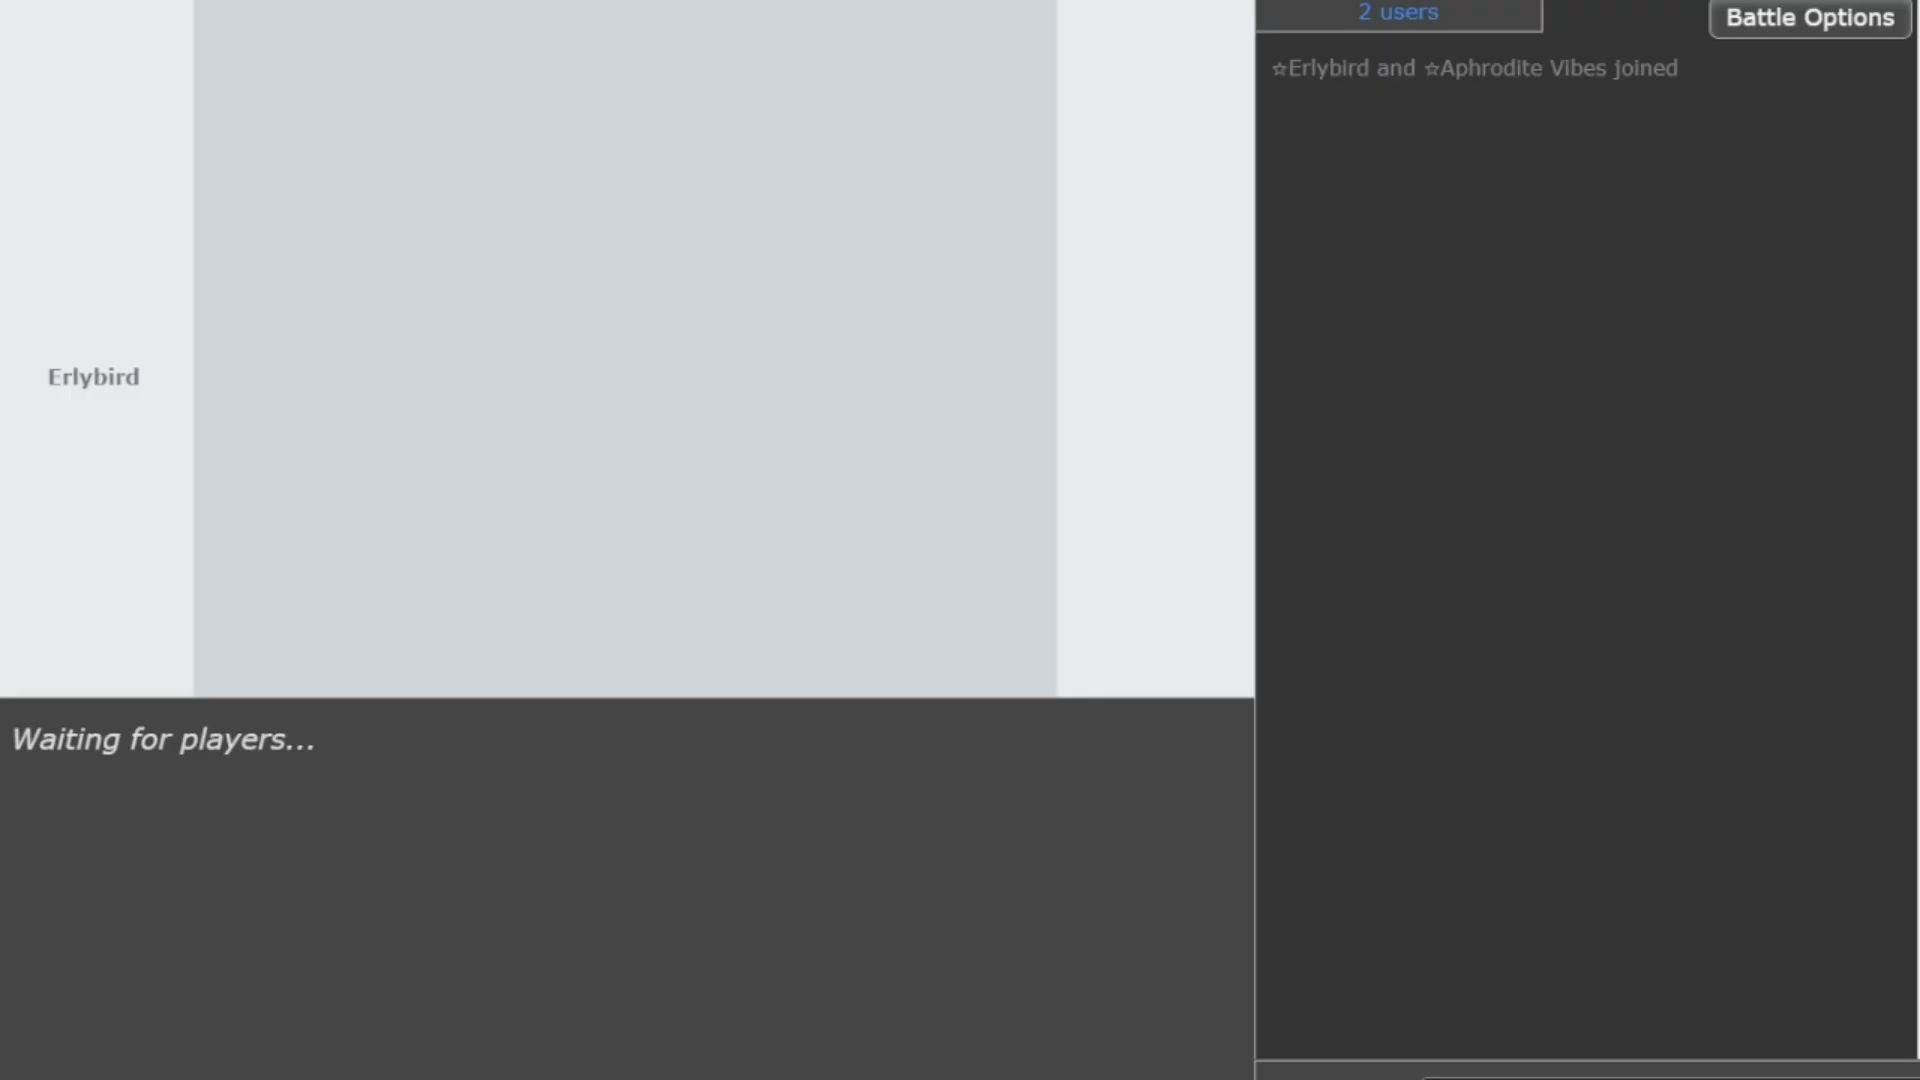 2 users
Battle Options
☆Erlybird and ☆Aphrodite Vibes joined
Erlybird
Waiting for players...